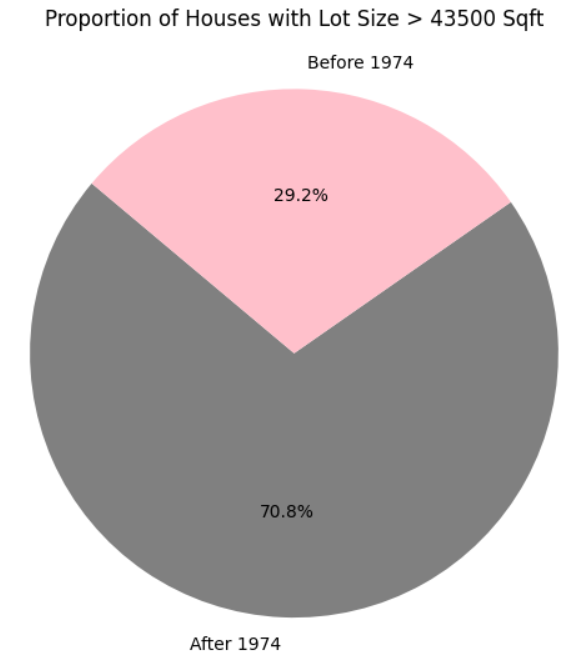 Proportion of Houses with Lot Size > 43500 Sqft
Before 1974
29.2%
70.8%
After 1974